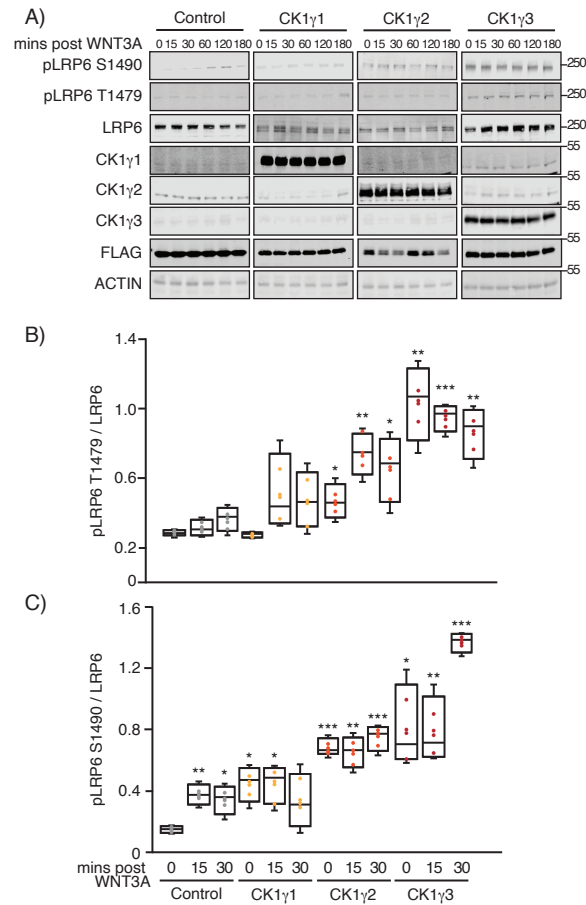 A)
Control CK1γ1 CK1γ2 CK1γ3
mins post WNT3A 0 15 30 60 120 180 0 15 30 60 120 180 0 15 30 60 120 180 0 15 30 60 120 180
pLRP6 S1490 250
pLRP6 T1479 250
LRP6 250
CK1γ1 55
CK1γ2 55
CK1γ3 55
FLAG 55
ACTIN
B)
pLRP6 T1479 / LRP6
1.4
1.0
0.6
0.2
0
* ** * ** *** **
C)
pLRP6 S1490 / LRP6
1.6
1.2
0.8
0.4
0
** * * * *** ** *** * ** ***
mins post WNT3A 0 15 30 0 15 30 0 15 30 0 15 30
Control CK1γ1 CK1γ2 CK1γ3